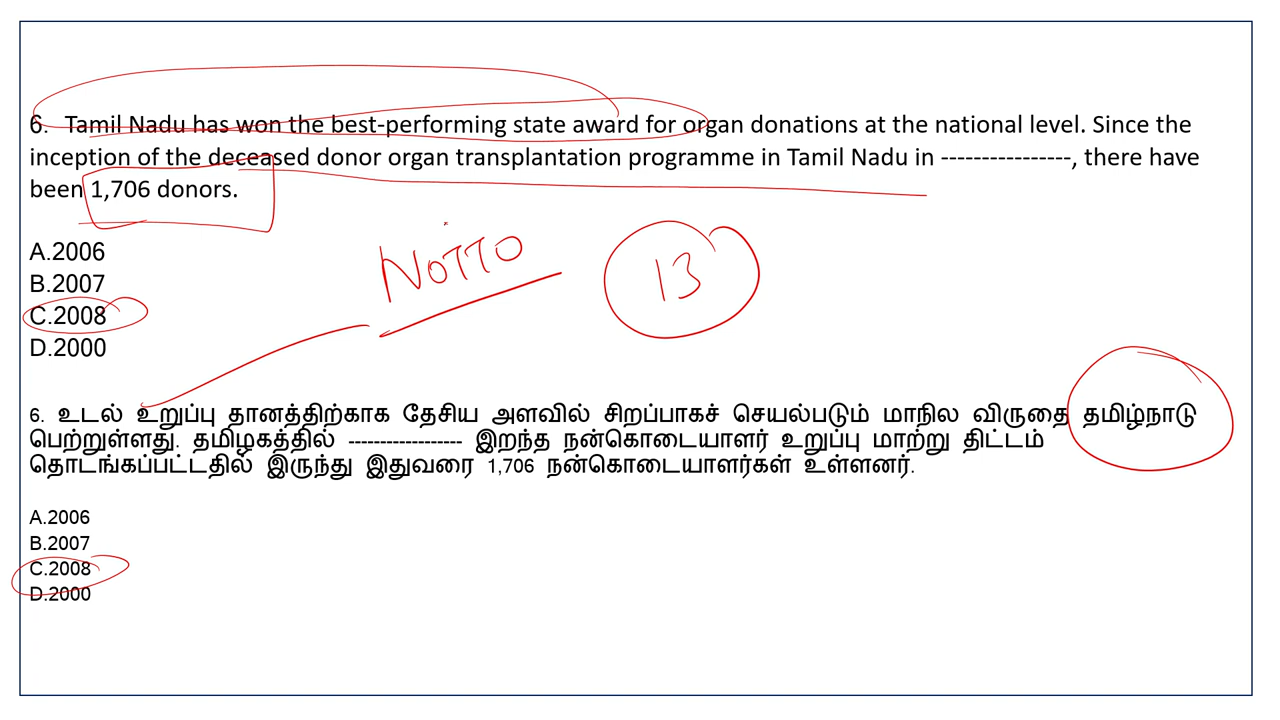 6. Tamil Nadu has won the best-performing state award for organ donations at the national level. Since the
inception of the deceased donor organ transplantation programme in Tamil Nadu in ----------------, there have
been 1,706 donors.
A.2006
B.2007
C.2008
D.2000
NOTTO
13
6. உடல் உறுப்பு தானத்திற்காக தேசிய அளவில் சிறப்பாகச் செயல்படும் மாநில விருதை தமிழ்நாடு
பெற்றுள்ளது. தமிழகத்தில் ------------------ இறந்த நன்கொடையாளர் உறுப்பு மாற்று திட்டம்
தொடங்கப்பட்டதில் இருந்து இதுவரை 1,706 நன்கொடையாளர்கள் உள்ளனர்.
A.2006
B.2007
C.2008
D.2000